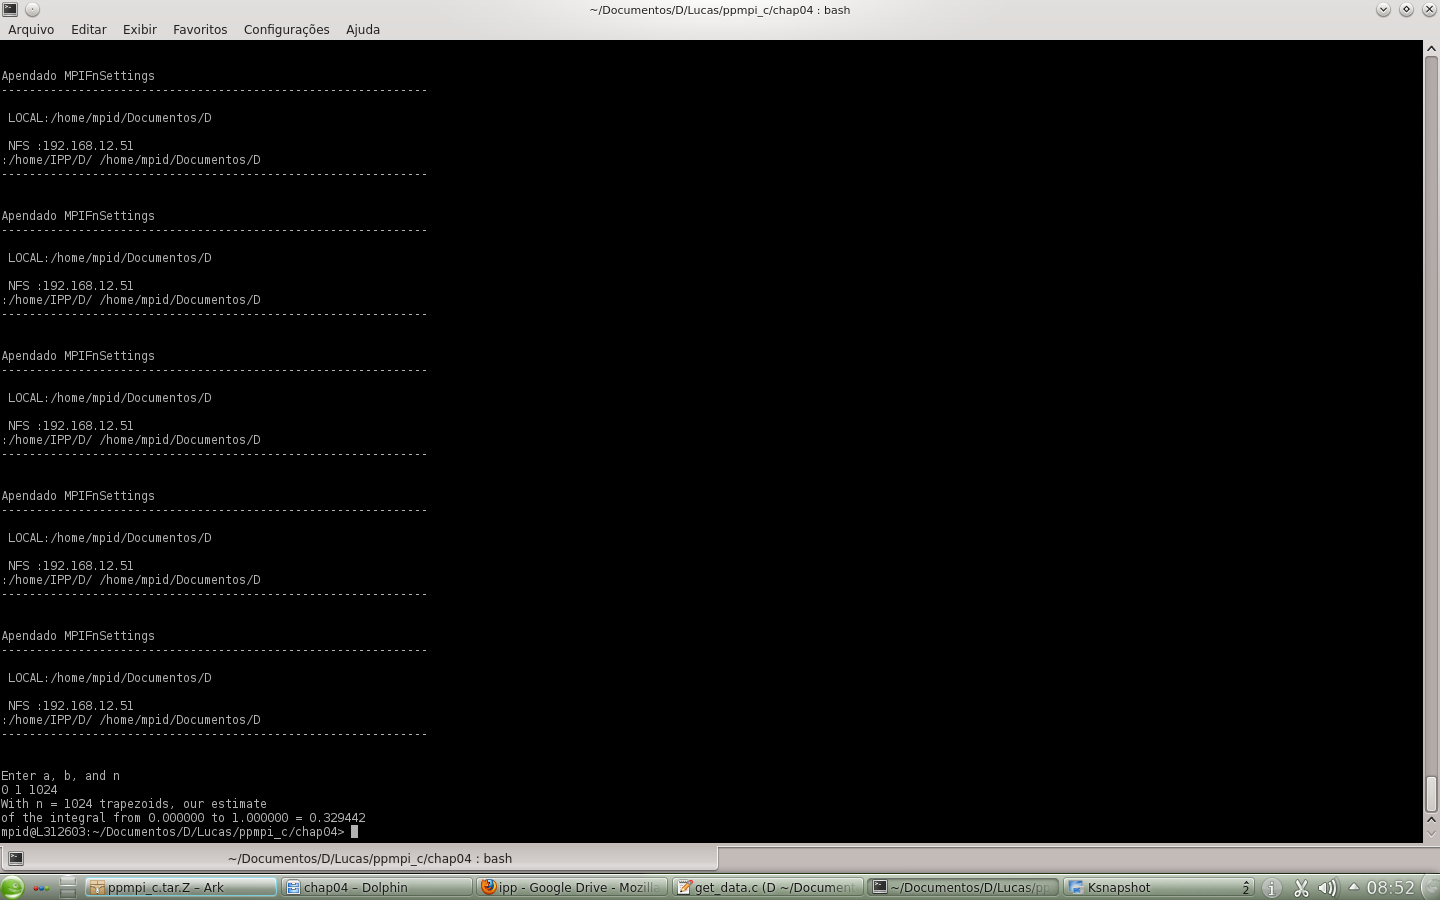 ~/Documentos/D/Lucas/ppmpi_c/chap04 : bash
Arquivo Editar Exibir Favoritos Configurações Ajuda
Apendado MPIFnSettings
-------------------------------------------------------------
LOCAL:/home/mpid/Documentos/D
NFS :192.168.12.51
:/home/IPP/D/ /home/mpid/Documentos/D
-------------------------------------------------------------
Apendado MPIFnSettings
-------------------------------------------------------------
LOCAL:/home/mpid/Documentos/D
NFS :192.168.12.51
:/home/IPP/D/ /home/mpid/Documentos/D
-------------------------------------------------------------
Apendado MPIFnSettings
-------------------------------------------------------------
LOCAL:/home/mpid/Documentos/D
NFS :192.168.12.51
:/home/IPP/D/ /home/mpid/Documentos/D
-------------------------------------------------------------
Apendado MPIFnSettings
-------------------------------------------------------------
LOCAL:/home/mpid/Documentos/D
NFS :192.168.12.51
:/home/IPP/D/ /home/mpid/Documentos/D
-------------------------------------------------------------
Apendado MPIFnSettings
-------------------------------------------------------------
LOCAL:/home/mpid/Documentos/D
NFS :192.168.12.51
:/home/IPP/D/ /home/mpid/Documentos/D
-------------------------------------------------------------
Enter a, b, and n
0 1 1024
With n = 1024 trapezoids, our estimate
of the integral from 0.000000 to 1.000000 = 0.329442
mpid@L312603:~/Documentos/D/Lucas/ppmpi_c/chap04>
~/Documentos/D/Lucas/ppmpi_c/chap04 : bash
ppmpi_c.tar.Z – Ark chap04 – Dolphin ipp - Google Drive - Mozilla get_data.c (D ~/Document ~/Documentos/D/Lucas/pp Ksnapshot 2 08:52